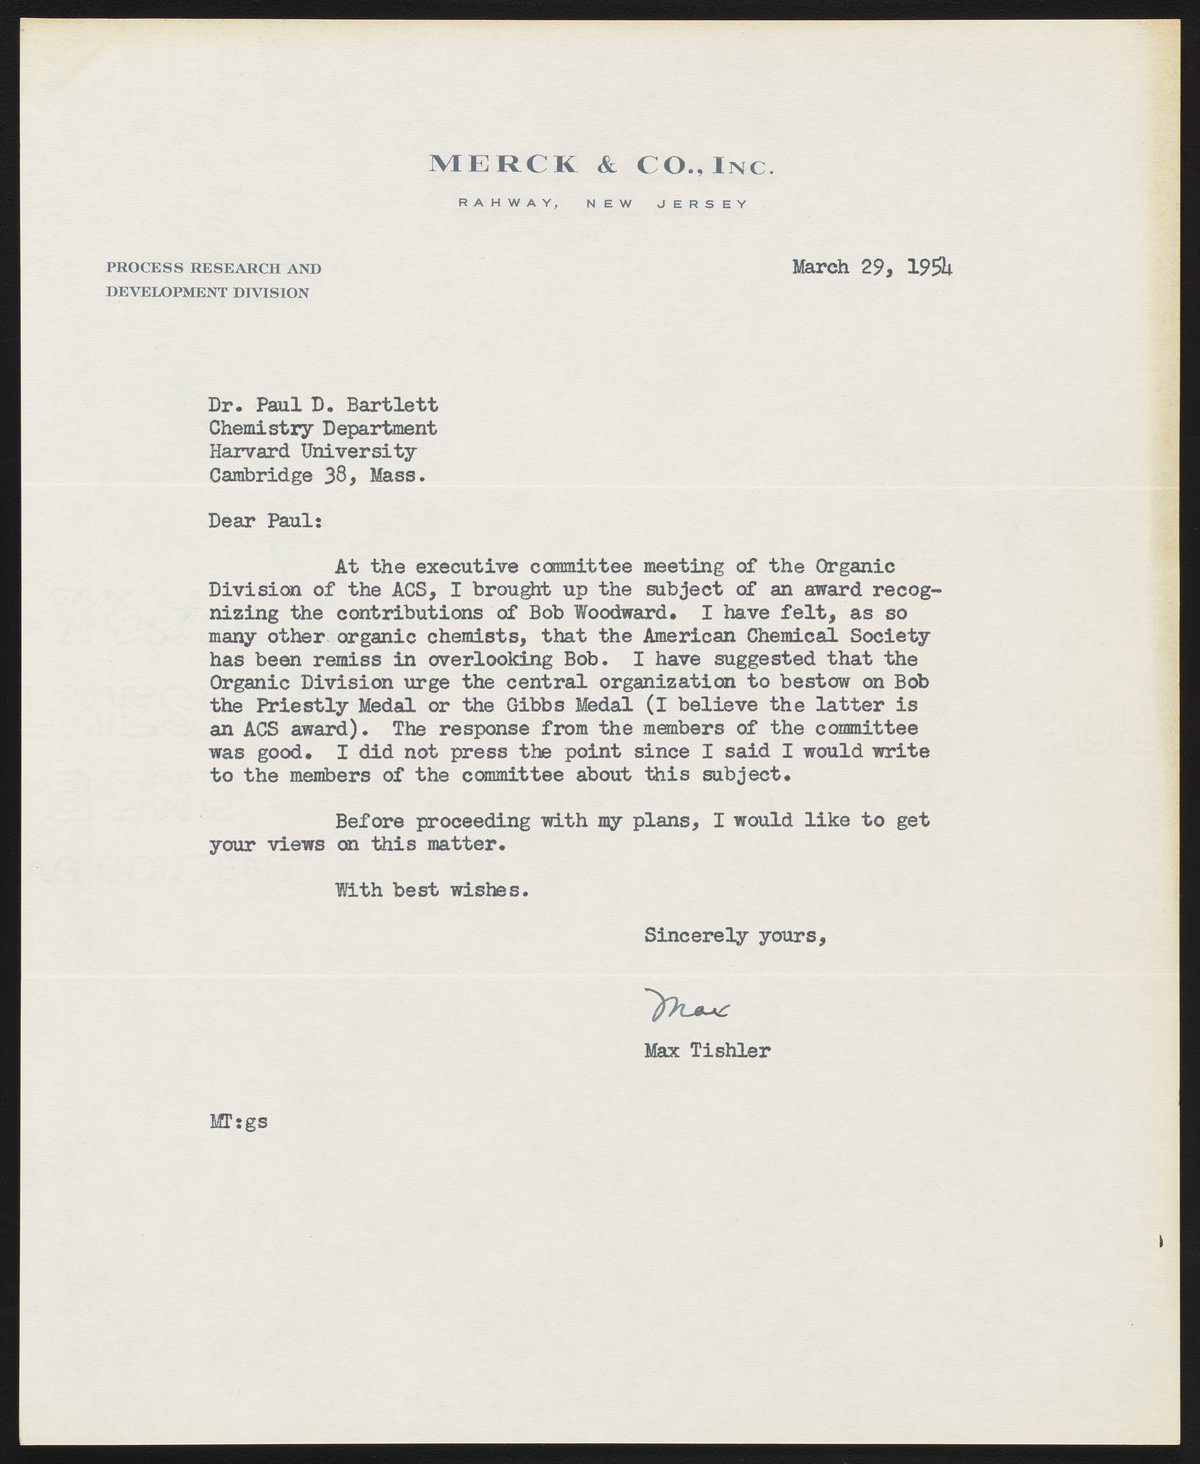 MERCK & CO., INC.
RAHWAY, NEW JERSEY
PROCESS RESEARCH AND
DEVELOPMENT DIVISION
March 29, 1954
Dr. Paul D. Bartlett
Chemistry Department
Harvard University
Cambridge 38, Mass.
Dear Paul:
At the executive committee meeting of the Organic
Division of the ACS, I brought up the subject of an award recog-
nizing the contributions of Bob Woodward. I have felt, as so
many other organic chemists, that the American Chemical Society
has been remiss in overlooking Bob. I have suggested that the
Organic Division urge the central organization to bestow on Bob
the Priestly Medal or the Gibbs Medal (I believe the latter is
an ACS award). The response from the members of the committee
was good. I did not press the point since I said I would write
to the members of the committee about this subject.
Before proceeding with my plans, I would like to get
your views on this matter.
With best wishes.
Sincerely yours,
Max
Max Tishler
MT:gs